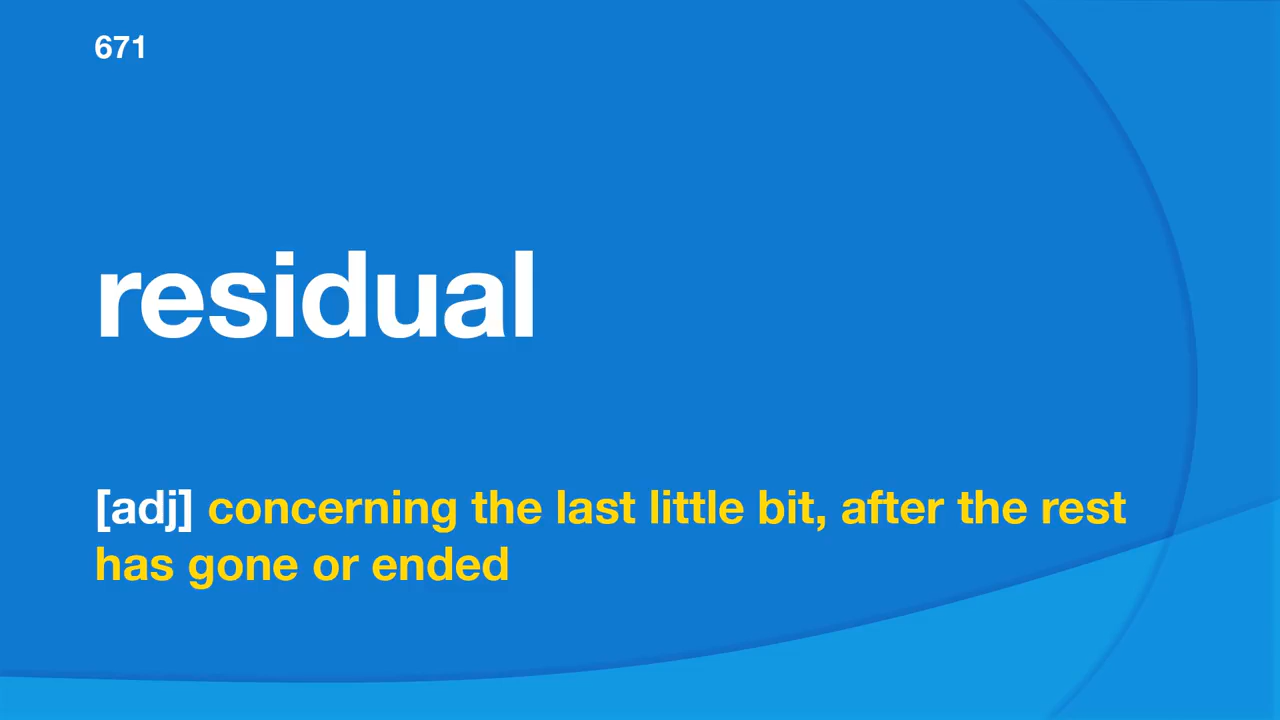 671
residual
[adj] concerning the last little bit, after the rest
has gone or ended